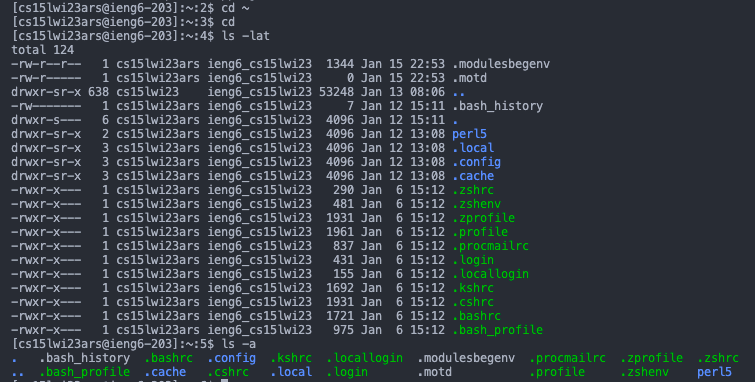 [cs15lwi23ars@ieng6-203]:~:2$ cd ~
[cs15lwi23ars@ieng6-203]:~:3$ cd
[cs15lwi23ars@ieng6-203]:~:4$ ls -lat
total 124
-rw-r--r--   1 cs15lwi23ars ieng6_cs15lwi23  1344 Jan 15 22:53 .modulesbegenv
-rw-r-----   1 cs15lwi23ars ieng6_cs15lwi23     0 Jan 15 22:53 .motd
drwxr-sr-x 638 cs15lwi23    ieng6_cs15lwi23 53248 Jan 13 08:06 ..
-rw-------   1 cs15lwi23ars ieng6_cs15lwi23     7 Jan 12 15:11 .bash_history
drwxr-s---   6 cs15lwi23ars ieng6_cs15lwi23  4096 Jan 12 15:11 .
drwxr-sr-x   2 cs15lwi23ars ieng6_cs15lwi23  4096 Jan 12 13:08 perl5
drwxr-sr-x   3 cs15lwi23ars ieng6_cs15lwi23  4096 Jan 12 13:08 .local
drwxr-sr-x   3 cs15lwi23ars ieng6_cs15lwi23  4096 Jan 12 13:08 .config
drwxr-sr-x   3 cs15lwi23ars ieng6_cs15lwi23  4096 Jan 12 13:08 .cache
-rwxr-x---   1 cs15lwi23ars ieng6_cs15lwi23   290 Jan  6 15:12 .zshrc
-rwxr-x---   1 cs15lwi23ars ieng6_cs15lwi23   481 Jan  6 15:12 .zshenv
-rwxr-x---   1 cs15lwi23ars ieng6_cs15lwi23  1931 Jan  6 15:12 .zprofile
-rwxr-x---   1 cs15lwi23ars ieng6_cs15lwi23  1961 Jan  6 15:12 .profile
-rwxr-x---   1 cs15lwi23ars ieng6_cs15lwi23   837 Jan  6 15:12 .procmailrc
-rwxr-x---   1 cs15lwi23ars ieng6_cs15lwi23   431 Jan  6 15:12 .login
-rwxr-x---   1 cs15lwi23ars ieng6_cs15lwi23   155 Jan  6 15:12 .locallogin
-rwxr-x---   1 cs15lwi23ars ieng6_cs15lwi23  1692 Jan  6 15:12 .kshrc
-rwxr-x---   1 cs15lwi23ars ieng6_cs15lwi23  1931 Jan  6 15:12 .cshrc
-rwxr-x---   1 cs15lwi23ars ieng6_cs15lwi23  1721 Jan  6 15:12 .bashrc
-rwxr-x---   1 cs15lwi23ars ieng6_cs15lwi23   975 Jan  6 15:12 .bash_profile
[cs15lwi23ars@ieng6-203]:~:5$ ls -a
.   .bash_history  .bashrc  .config  .kshrc  .locallogin  .modulesbegenv  .procmailrc  .zprofile  .zshrc
..  .bash_profile  .cache   .cshrc   .local  .login       .motd           .profile     .zshenv    perl5